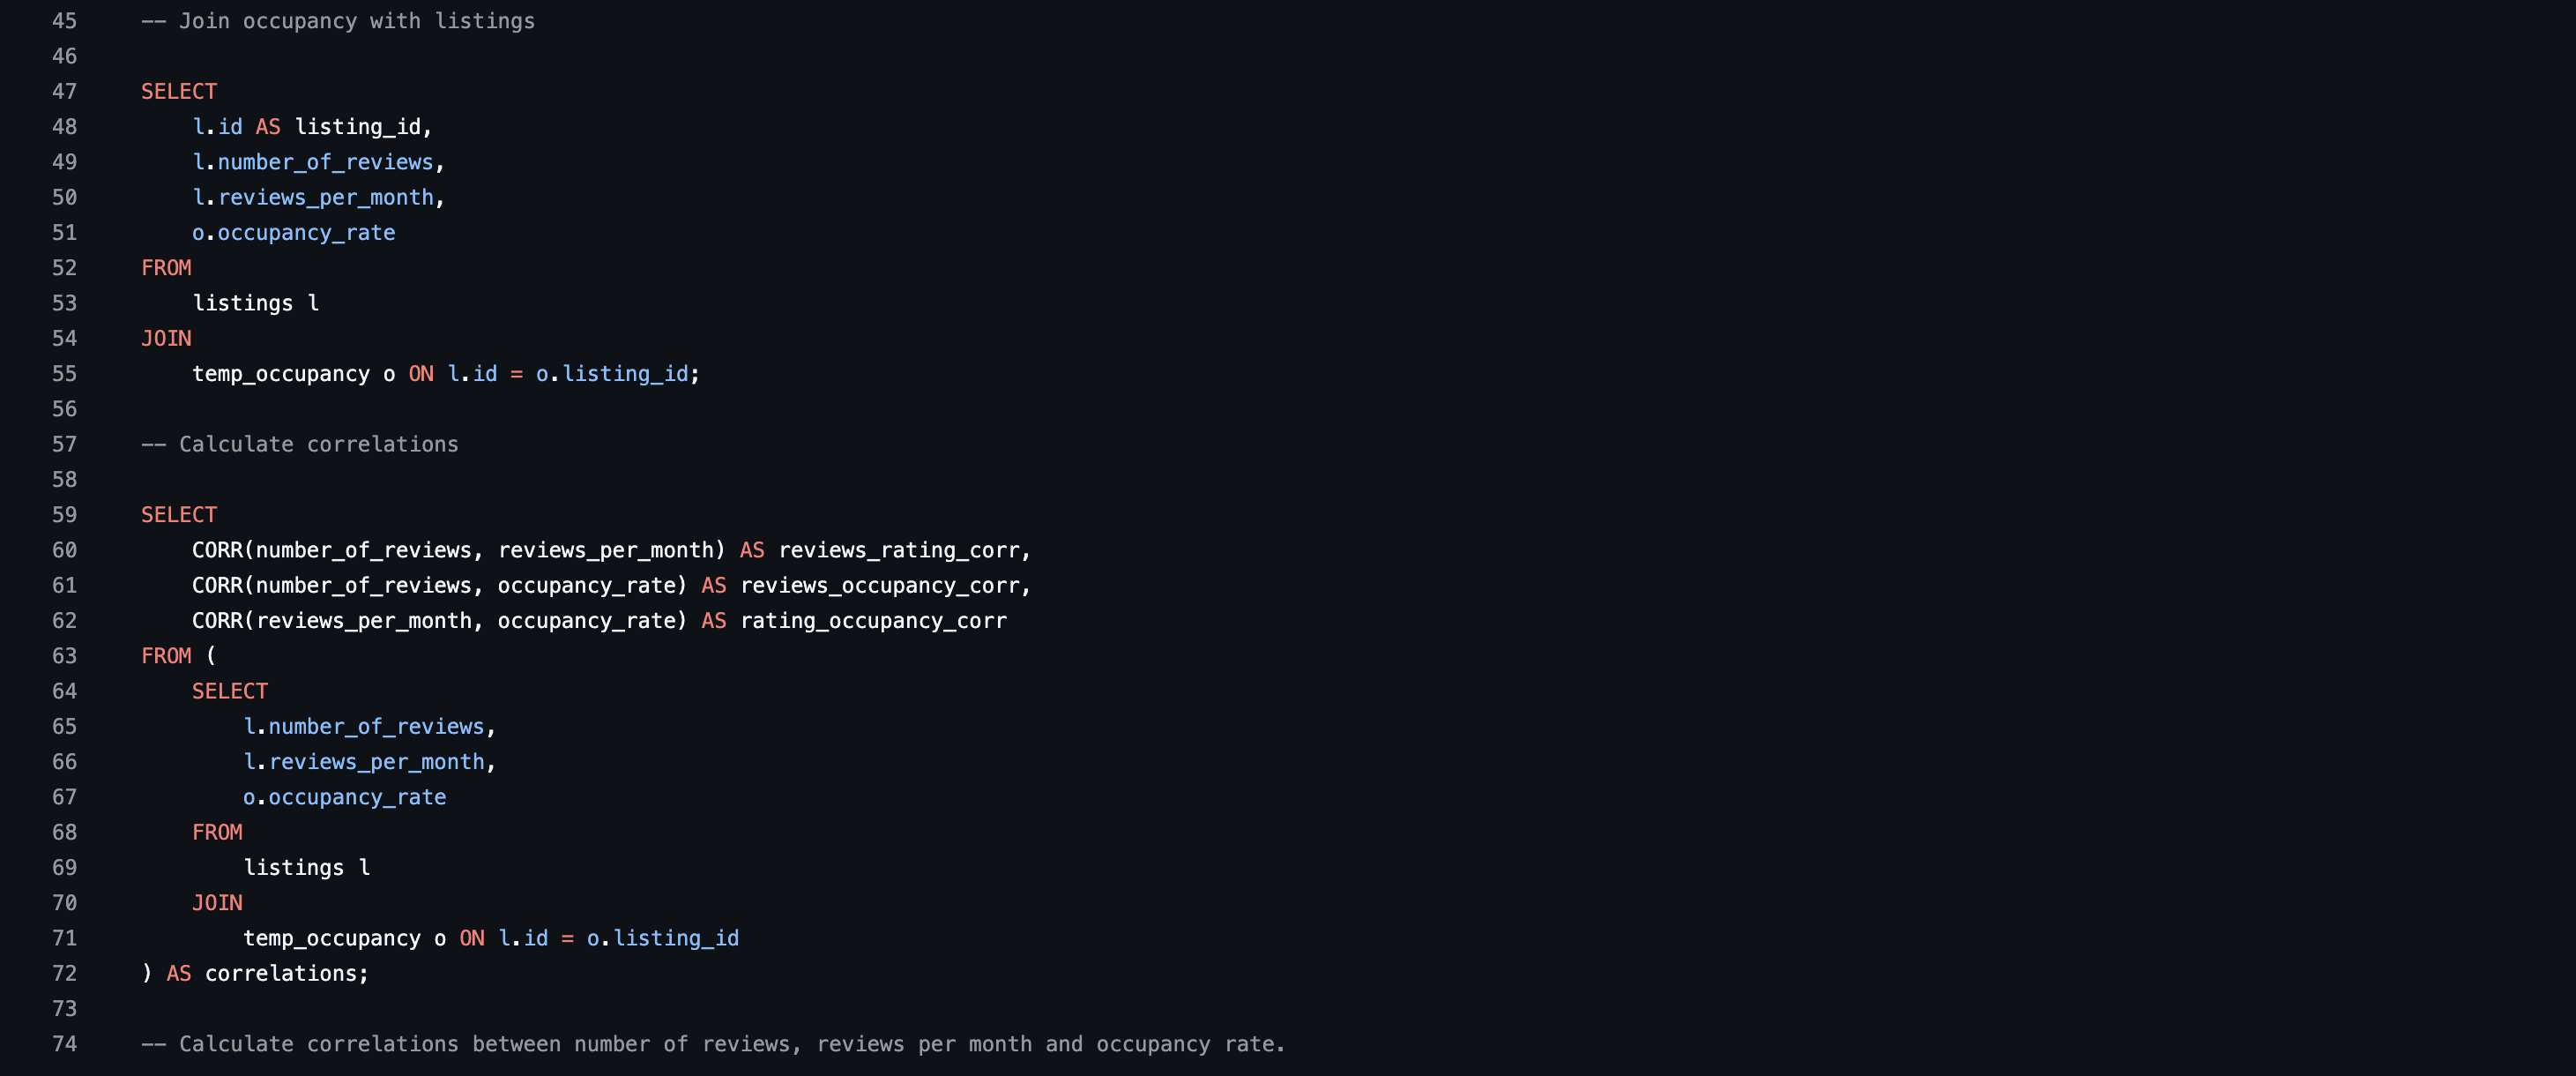 45 -- Join occupancy with listings
46
47 SELECT
48     l.id AS listing_id,
49     l.number_of_reviews,
50     l.reviews_per_month,
51     o.occupancy_rate
52 FROM
53     listings l
54 JOIN
55     temp_occupancy o ON l.id = o.listing_id;
56
57 -- Calculate correlations
58
59 SELECT
60     CORR(number_of_reviews, reviews_per_month) AS reviews_rating_corr,
61     CORR(number_of_reviews, occupancy_rate) AS reviews_occupancy_corr,
62     CORR(reviews_per_month, occupancy_rate) AS rating_occupancy_corr
63 FROM (
64     SELECT
65         l.number_of_reviews,
66         l.reviews_per_month,
67         o.occupancy_rate
68     FROM
69         listings l
70     JOIN
71         temp_occupancy o ON l.id = o.listing_id
72 ) AS correlations;
73
74 -- Calculate correlations between number of reviews, reviews per month and occupancy rate.